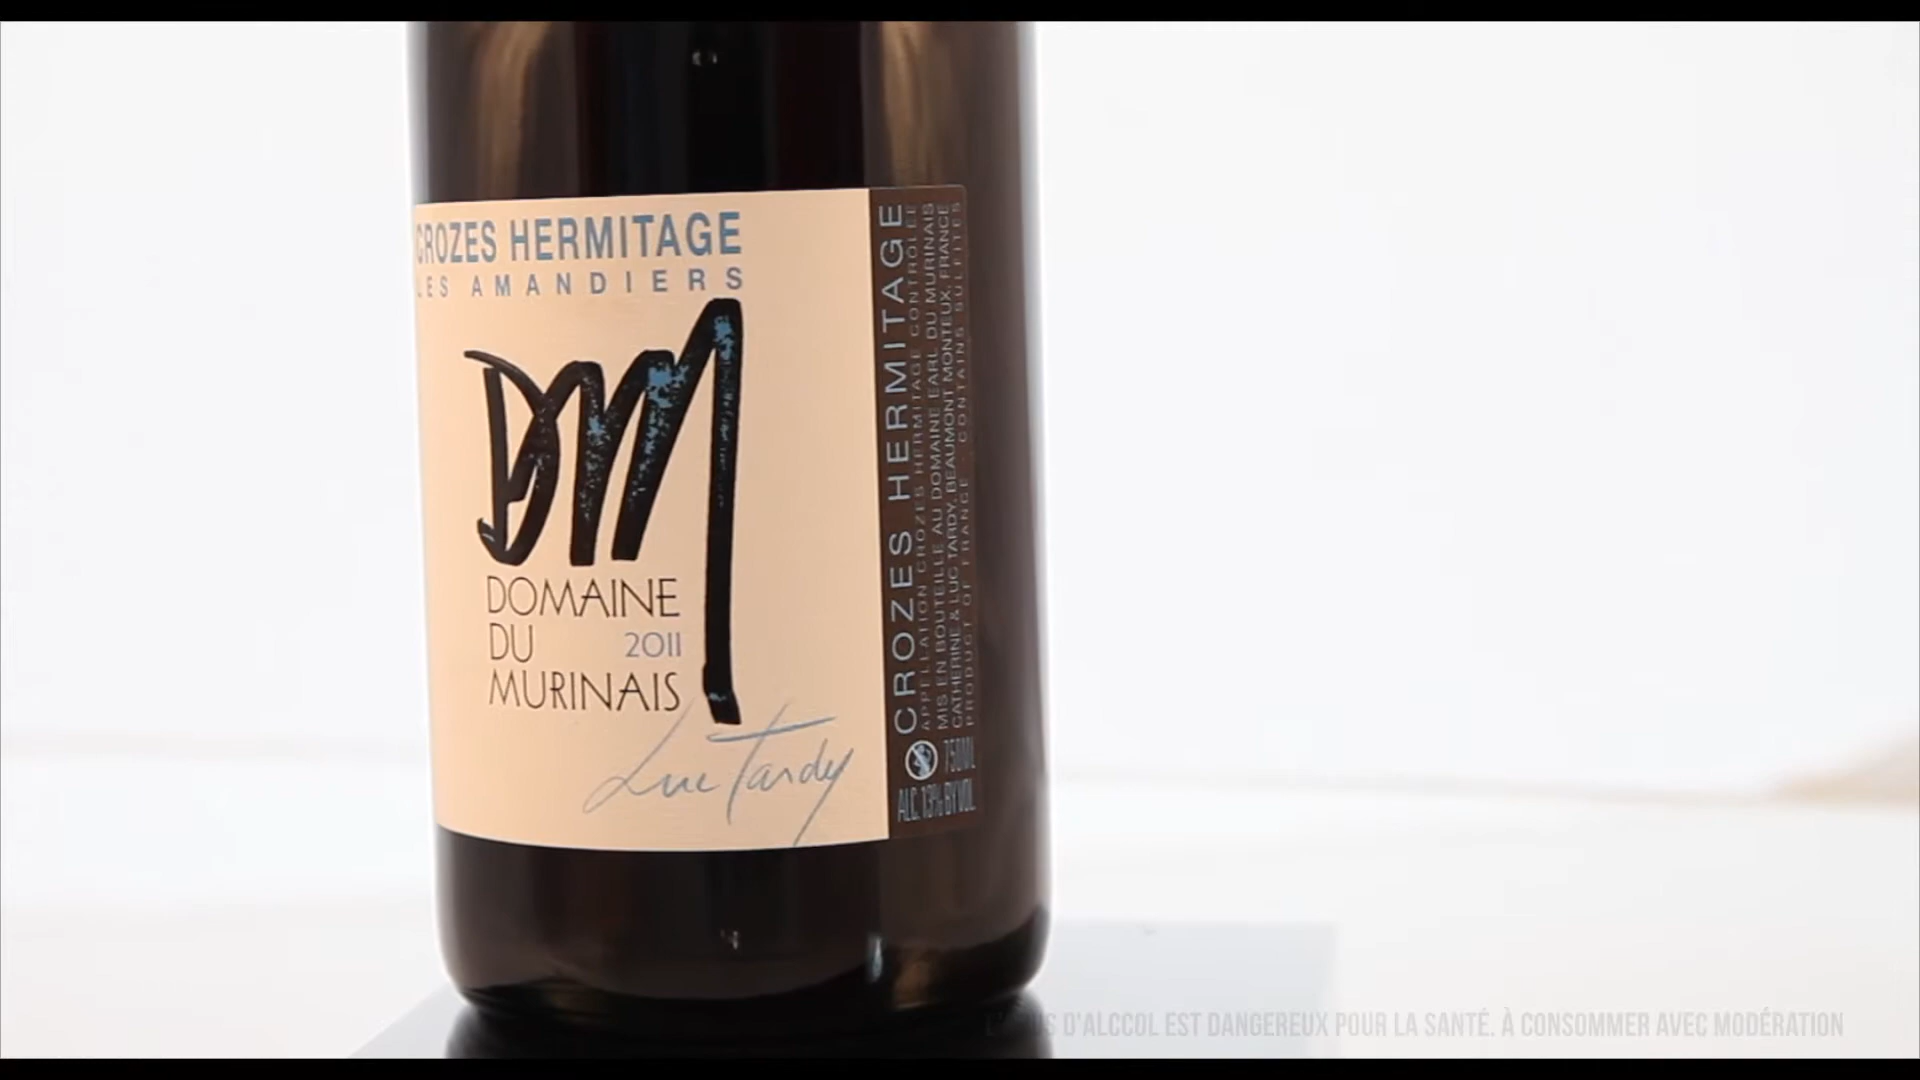 CROZES HERMITAGE
LES AMANDIERS
DM
DOMAINE
DU 2011
MURINAIS
Luc Tardy
CROZES HERMITAGE
APPELLATION CROZES HERMITAGE CONTRÔLÉE
MIS EN BOUTEILLE AU DOMAINE EARL DU MURINAIS
CATHERINE & LUC TARDY, BEAUMONT MONTEUX, FRANCE
PRODUCT OF FRANCE - CONTAINS SULFITES
750ML
ALC. 13% BY VOL.
L'ABUS D'ALCCOL EST DANGEREUX POUR LA SANTÉ. À CONSOMMER AVEC MODÉRATION